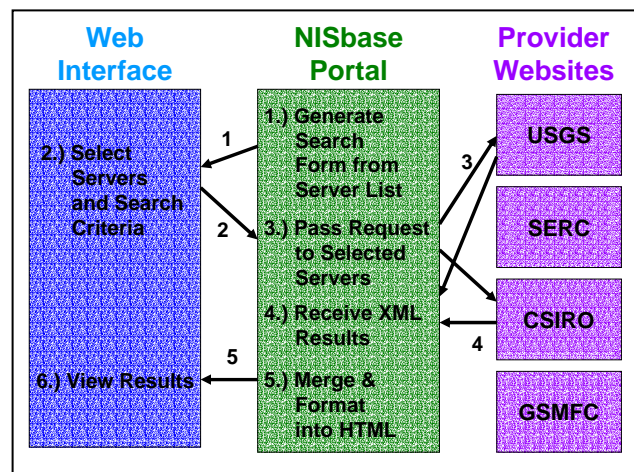 Web
Interface
NISbase
Portal
Provider
Websites
2.) Select
Servers
and Search
Criteria
6.) View Results
1
2
5
1.) Generate
Search
Form from
Server List
3.) Pass Request
to Selected
Servers
4.) Receive XML
Results
5.) Merge &
Format
into HTML
3
4
USGS
SERC
CSIRO
GSMFC